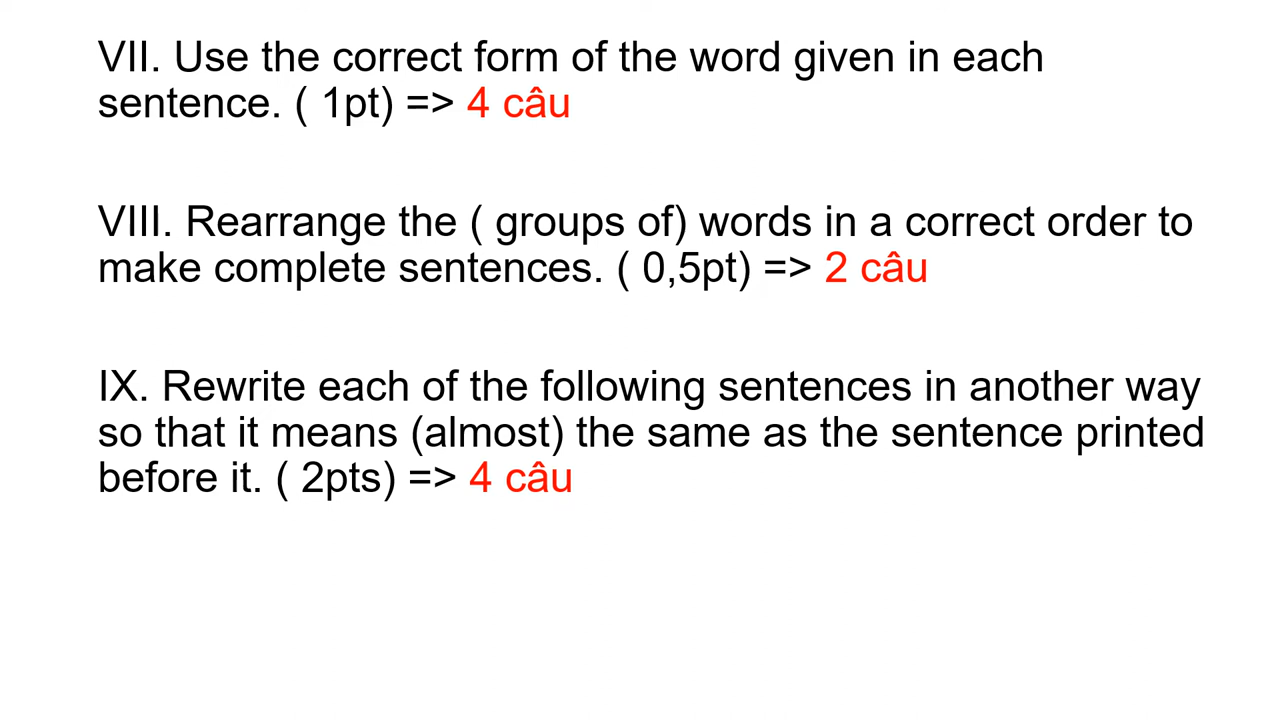 VII. Use the correct form of the word given in each
sentence. ( 1pt) => 4 câu
VIII. Rearrange the ( groups of) words in a correct order to
make complete sentences. ( 0,5pt) => 2 câu
IX. Rewrite each of the following sentences in another way
so that it means (almost) the same as the sentence printed
before it. ( 2pts) => 4 câu